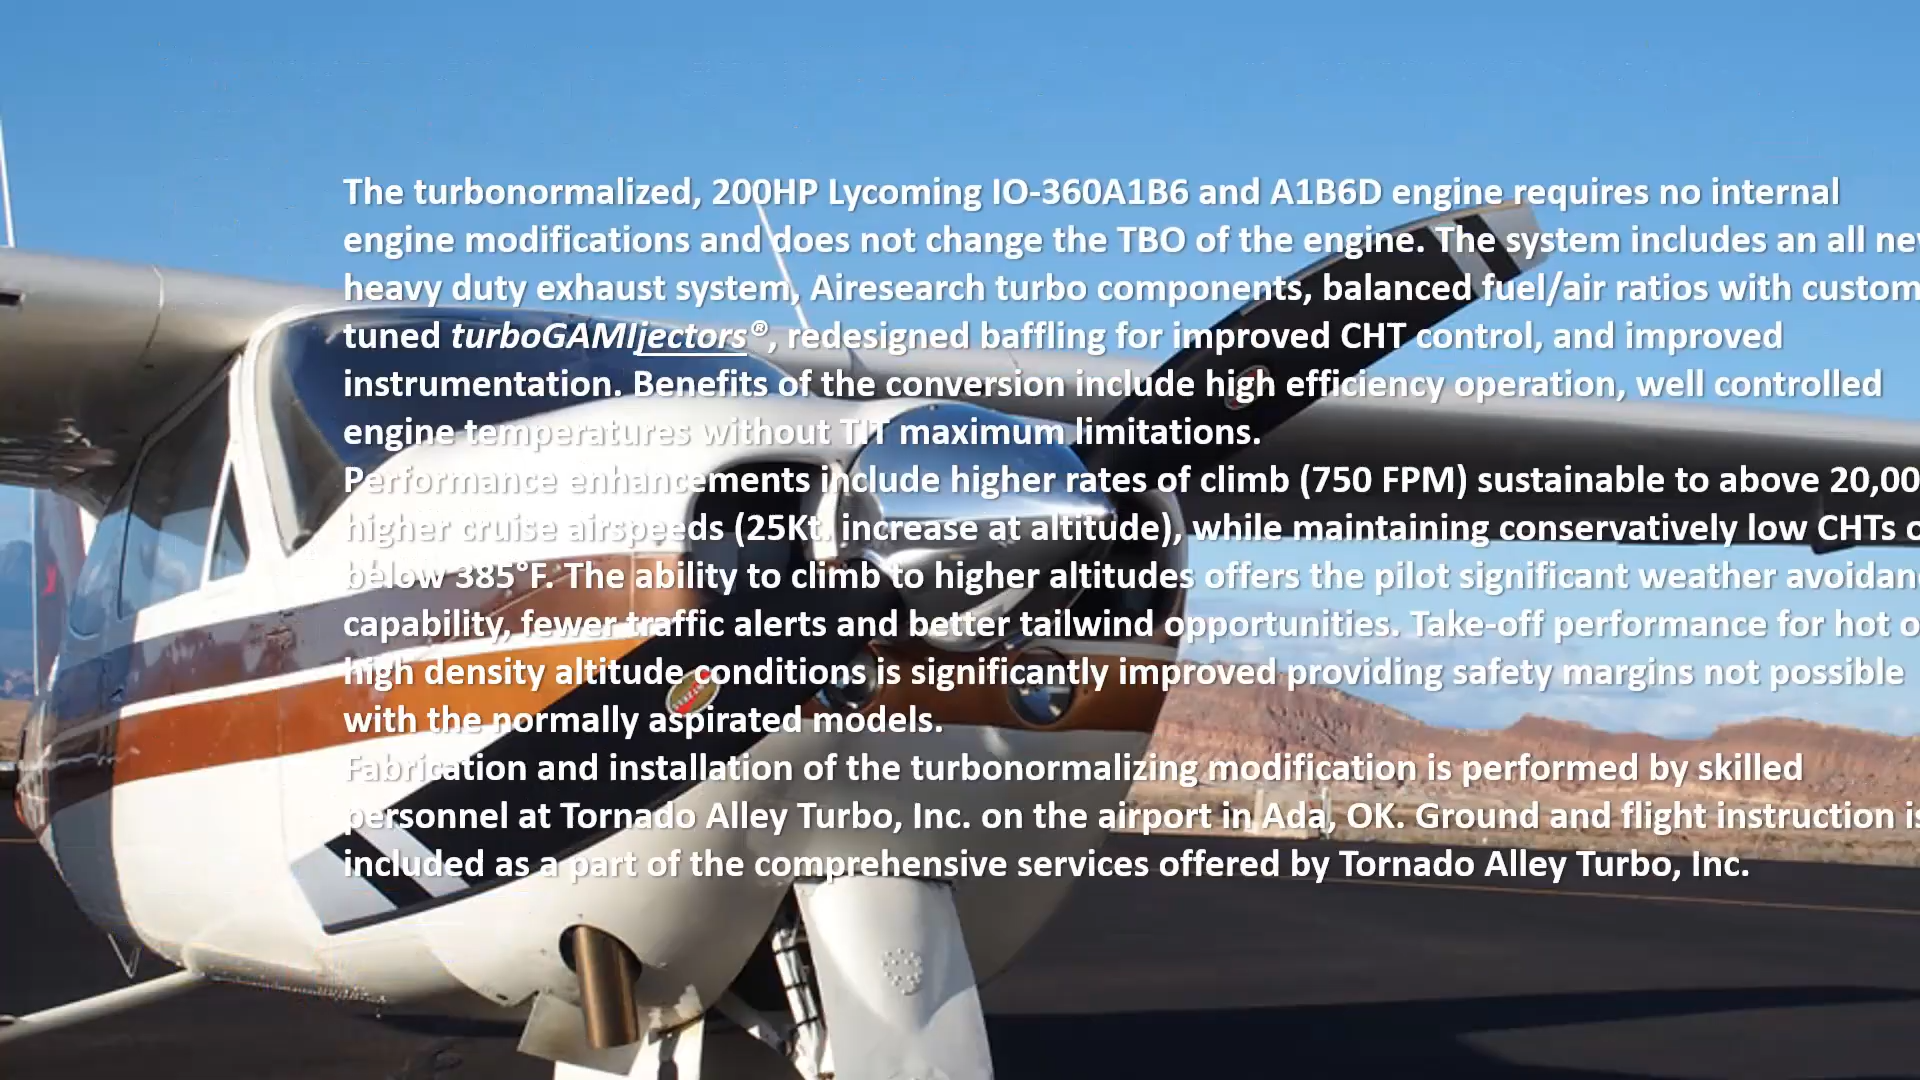 The turbonormalized, 200HP Lycoming IO-360A1B6 and A1B6D engine requires no internal
engine modifications and does not change the TBO of the engine. The system includes an all
heavy duty exhaust system, Airesearch turbo components, balanced fuel/air ratios with custom
tuned turboGAMIjectors®, redesigned baffling for improved CHT control, and improved
instrumentation. Benefits of the conversion include high efficiency operation, well controlled
engine temperatures without TIT maximum limitations.
Performance enhancements include higher rates of climb (750 FPM) sustainable to above
higher cruise airspeeds (25Kt. increase at altitude), while maintaining conservatively low CHTs
below 385°F. The ability to climb to higher altitudes offers the pilot significant weather
capability, fewer traffic alerts and better tailwind opportunities. Take-off performance for hot
high density altitude conditions is significantly improved providing safety margins not possible
with the normally aspirated models.
Fabrication and installation of the turbonormalizing modification is performed by skilled
personnel at Tornado Alley Turbo, Inc. on the airport in Ada, OK. Ground and flight instruction is
included as a part of the comprehensive services offered by Tornado Alley Turbo, Inc.